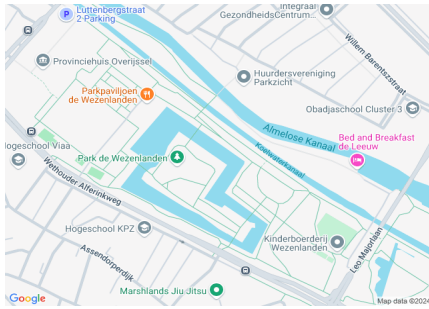 Integraal
GezondheidsCentrum...
Luttenbergstraat
2 Parking
P
Willem Barentszstraat
Provinciehuis Overijssel
Huurdersvereniging
Parkzicht
Parkpaviljoen
de Wezenlanden
Obadjaschool Cluster 3
Almelose Kanaal
Bed and Breakfast
de Leeuw
Koelwaterkanaal
Hogeschool Viaa
Park de Wezenlanden
Wethouder Alferinkweg
Hogeschool KPZ
Kinderboerderij
Wezenlanden
Leo Majorlaan
Assendorperdijk
Marshlands Jiu Jitsu
Google
Map data ©2024